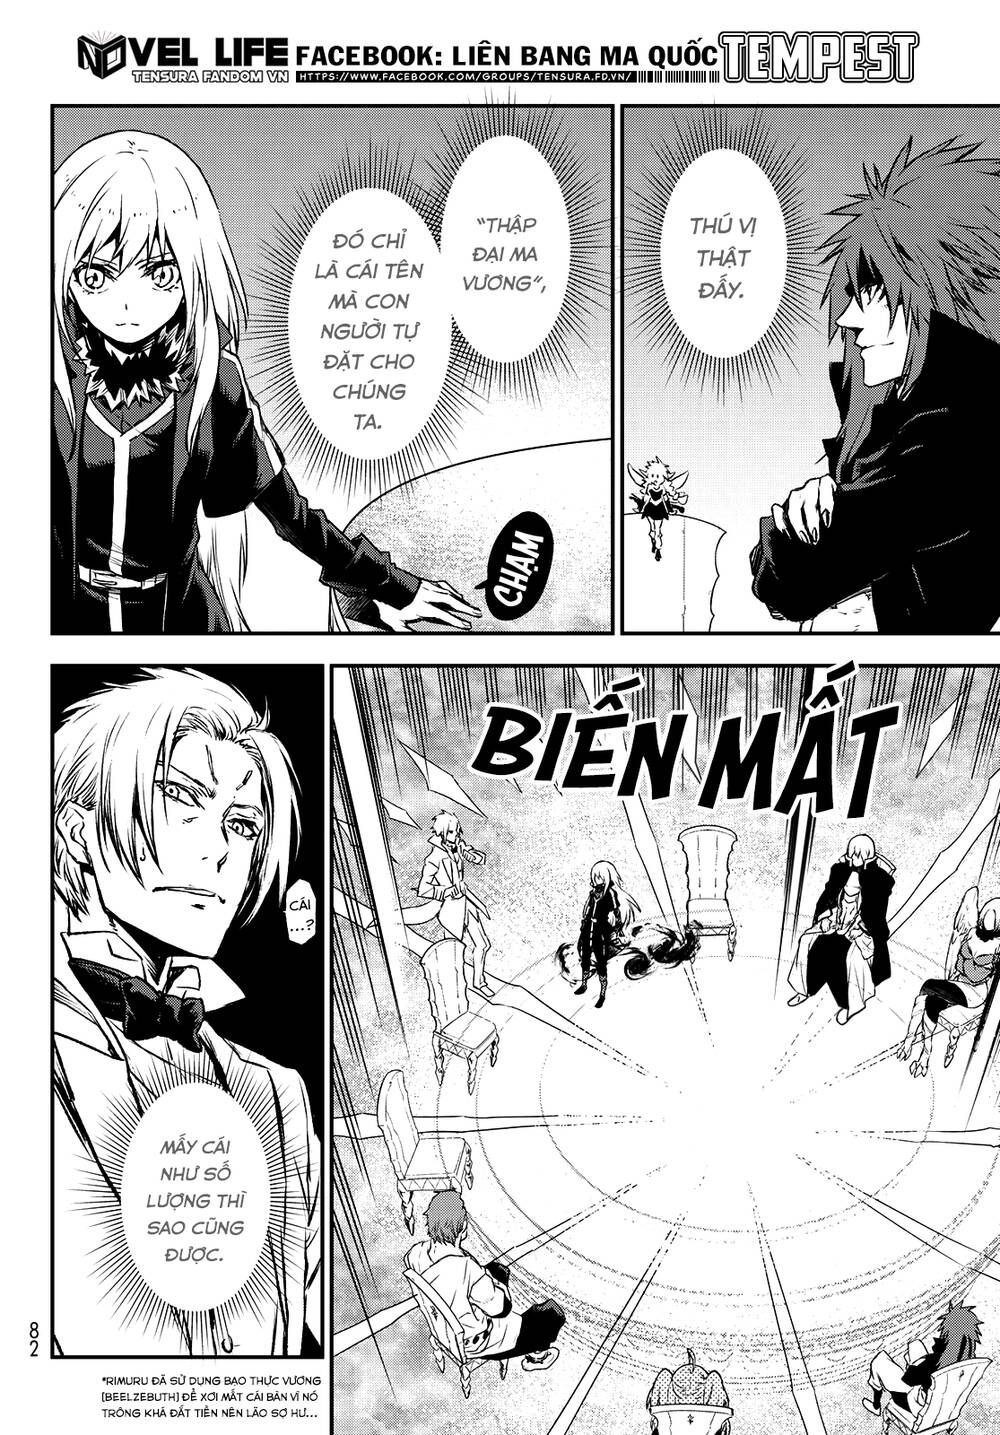 NOVEL LIFE
TENSURA FANDOM VN
FACEBOOK: LIÊN BANG MA QUỐC
HTTPS://WWW.FACEBOOK.COM/GROUPS/TENSURA.FD.VN/
TEMPEST
THÚ VỊ
THẬT
ĐẤY.
“THẬP
ĐẠI MA
VƯƠNG”,
ĐÓ CHỈ
LÀ CÁI TÊN
MÀ CON
NGƯỜI TỰ
ĐẶT CHO
CHÚNG
TA.
CHẠM
BIẾN MẤT
CÁI
...?
MẤY CÁI
NHƯ SỐ
LƯỢNG THÌ
SAO CŨNG
ĐƯỢC.
82
*RIMURU ĐÃ SỬ DỤNG BẠO THỰC VƯƠNG
[BEELZEBUTH] ĐỂ XƠI MẤT CÁI BÀN VÌ NÓ
TRÔNG KHÁ ĐẮT TIỀN NÊN LÃO SỢ HƯ...